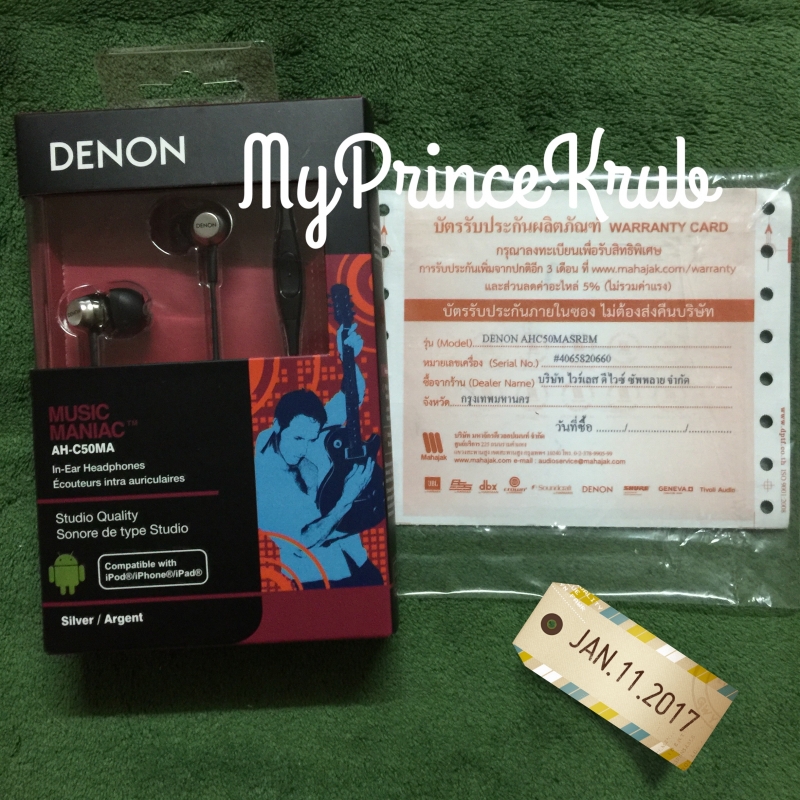 DENON
MyPrinceKrub
DENON
MUSIC
MANIAC™
AH-C50MA
In-Ear Headphones
Écouteurs intra auriculaires
Studio Quality
Sonore de type Studio
Compatible with
iPod®/iPhone®/iPad®
Silver / Argent
บัตรรับประกันผลิตภัณฑ์ WARRANTY CARD
กรุณาลงทะเบียนเพื่อรับสิทธิพิเศษ
การรับประกันเพิ่มจากปกติอีก 3 เดือน ที่ www.mahajak.com/warranty
และส่วนลดค่าอะไหล่ 5% (ไม่รวมค่าแรง)
บัตรรับประกันภายในซอง ไม่ต้องส่งคืนบริษัท
รุ่น (Model) DENON AHC50MASREM
หมายเลขเครื่อง (Serial No.) #4065820660
ซื้อจากร้าน (Dealer Name) บริษัท ไวร์เลส ดีไวซ์ ซัพพลาย จำกัด
จังหวัด กรุงเทพมหานคร
วันที่ซื้อ ........./............/............
Mahajak
www.mahajak.com e-mail : audioservice@mahajak.com
JBL dbx CROWN Soundcraft DENON SHURE GENEVA Tivoli Audio
JAN.11.2017